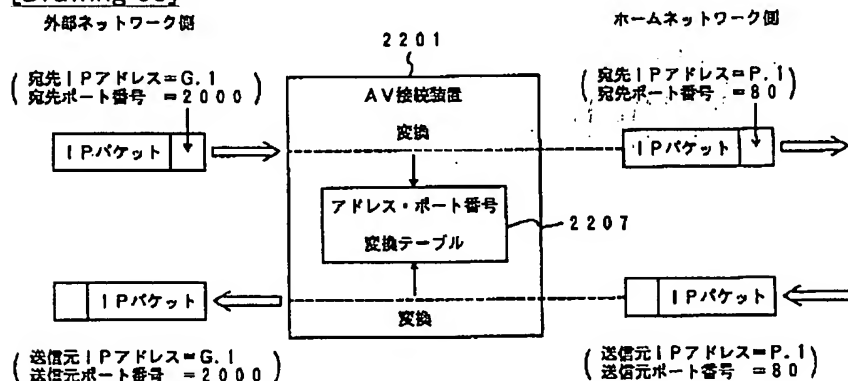 外部ネットワーク側
ホームネットワーク側
2201
(宛先IPアドレス=G.1
宛先ポート番号 =2000)
(宛先IPアドレス=P.1
宛先ポート番号 =80)
AV接続装置
変換
IPパケット
IPパケット
アドレス・ポート番号
変換テーブル
2207
IPパケット
IPパケット
変換
(送信元IPアドレス=G.1
送信元ポート番号 =2000)
(送信元IPアドレス=P.1
送信元ポート番号 =80)